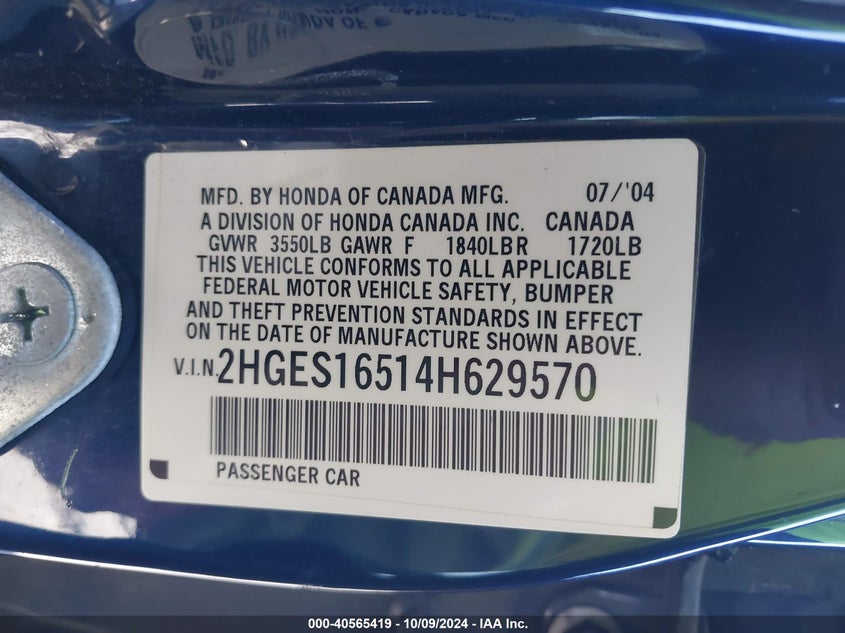 MFD. BY HONDA OF CANADA MFG. 07/'04
A DIVISION OF HONDA CANADA INC. CANADA
GVWR 3550LB GAWR F 1840LB R 1720LB
THIS VEHICLE CONFORMS TO ALL APPLICABLE
FEDERAL MOTOR VEHICLE SAFETY, BUMPER
AND THEFT PREVENTION STANDARDS IN EFFECT
ON THE DATE OF MANUFACTURE SHOWN ABOVE.
V.I.N. 2HGES16514H629570
PASSENGER CAR
000-40565419 - 10/09/2024 - IAA Inc.